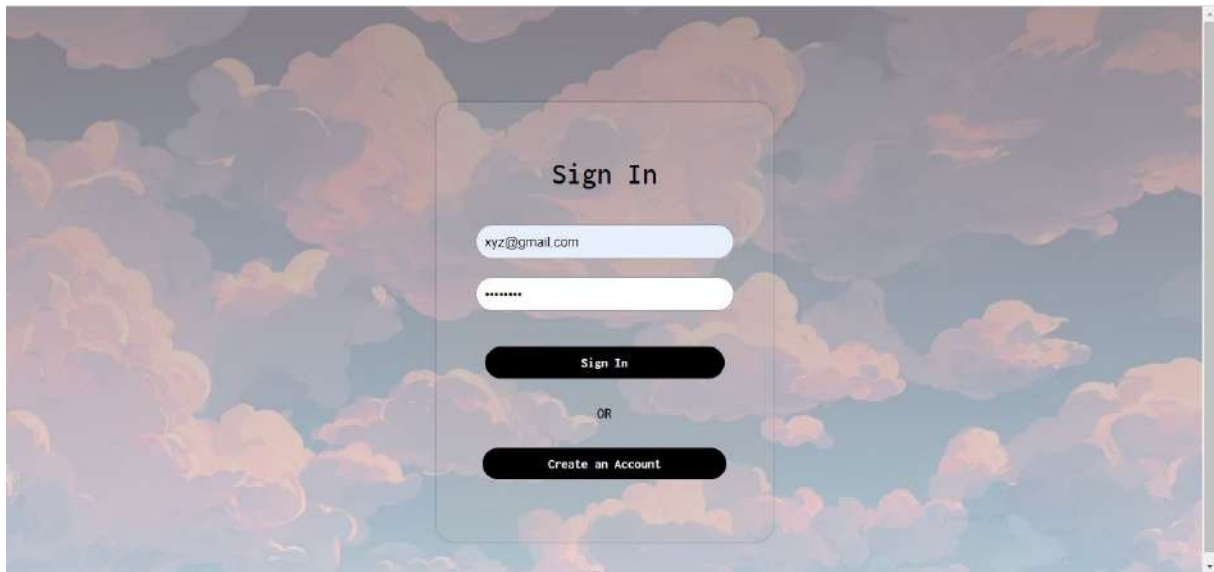 Sign In
xyz@gmail.com
••••••••
Sign In
OR
Create an Account